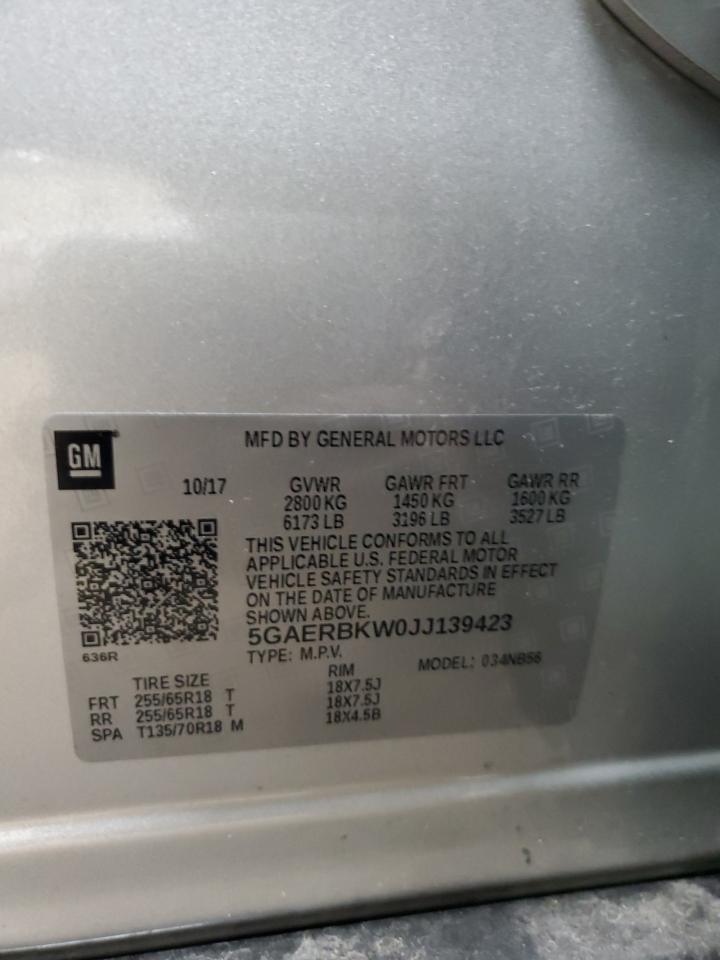 GM
MFD BY GENERAL MOTORS LLC
10/17 GVWR GAWR FRT GAWR RR
2800 KG 1450 KG 1600 KG
6173 LB 3196 LB 3527 LB
THIS VEHICLE CONFORMS TO ALL
APPLICABLE U.S. FEDERAL MOTOR
VEHICLE SAFETY STANDARDS IN EFFECT
ON THE DATE OF MANUFACTURE
SHOWN ABOVE.
5GAERBKW0JJ139423
636R
TYPE: M.P.V. MODEL: 034NB56
TIRE SIZE RIM
FRT 255/65R18 T 18X7.5J
RR 255/65R18 T 18X7.5J
SPA T135/70R18 M 18X4.5B